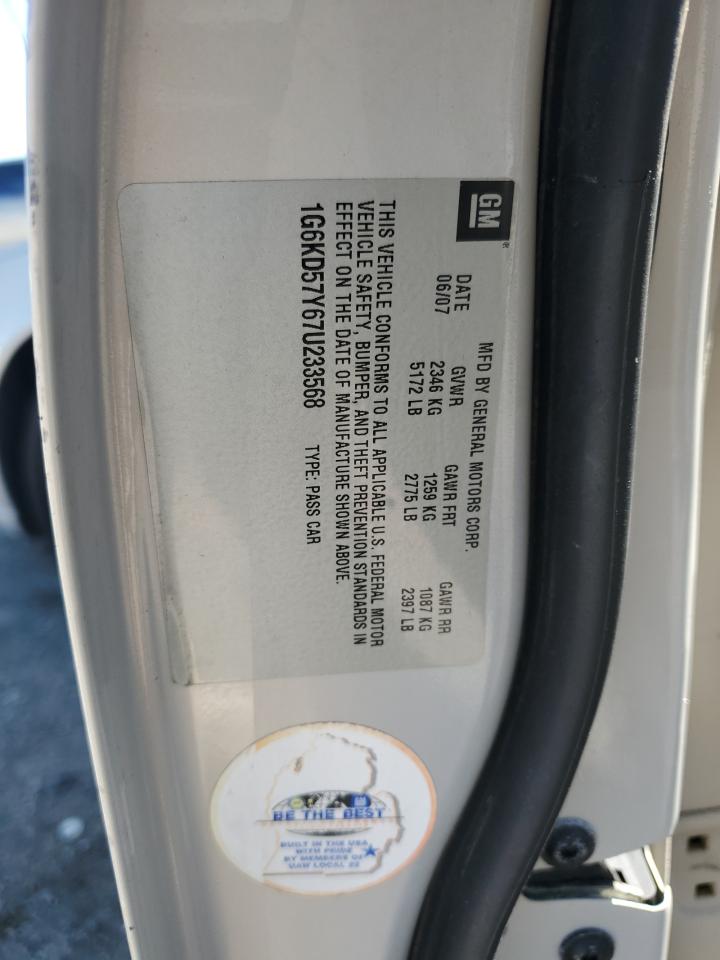 GM
®
MFD BY GENERAL MOTORS CORP.
DATE GVWR GAWR FRT GAWR RR
06/07 2346 KG 1259 KG 1087 KG
5172 LB 2775 LB 2397 LB
THIS VEHICLE CONFORMS TO ALL APPLICABLE U.S. FEDERAL MOTOR
VEHICLE SAFETY, BUMPER, AND THEFT PREVENTION STANDARDS IN
EFFECT ON THE DATE OF MANUFACTURE SHOWN ABOVE.
1G6KD57Y67U233568 TYPE: PASS CAR
BE THE BEST
BUILT IN THE USA
WITH PRIDE
BY MEMBERS OF
UAW LOCAL 22